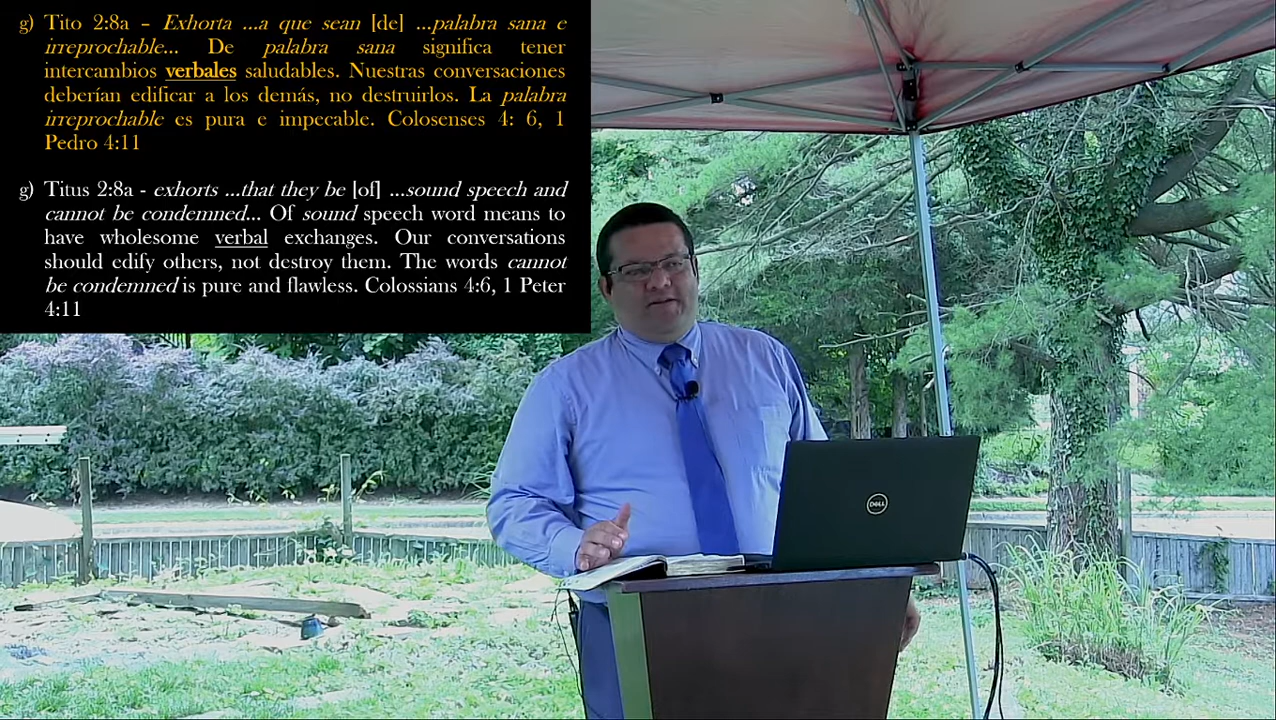 g) Tito 2:8a – Exhorta ...a que sean [de] ...palabra sana e
irreprochable... De palabra sana significa tener
intercambios verbales saludables. Nuestras conversaciones
deberían edificar a los demás, no destruirlos. La palabra
irreprochable es pura e impecable. Colosenses 4: 6, 1
Pedro 4:11
g) Titus 2:8a - exhorts ...that they be [of] ...sound speech and
cannot be condemned... Of sound speech word means to
have wholesome verbal exchanges. Our conversations
should edify others, not destroy them. The words cannot
be condemned is pure and flawless. Colossians 4:6, 1 Peter
4:11
DELL